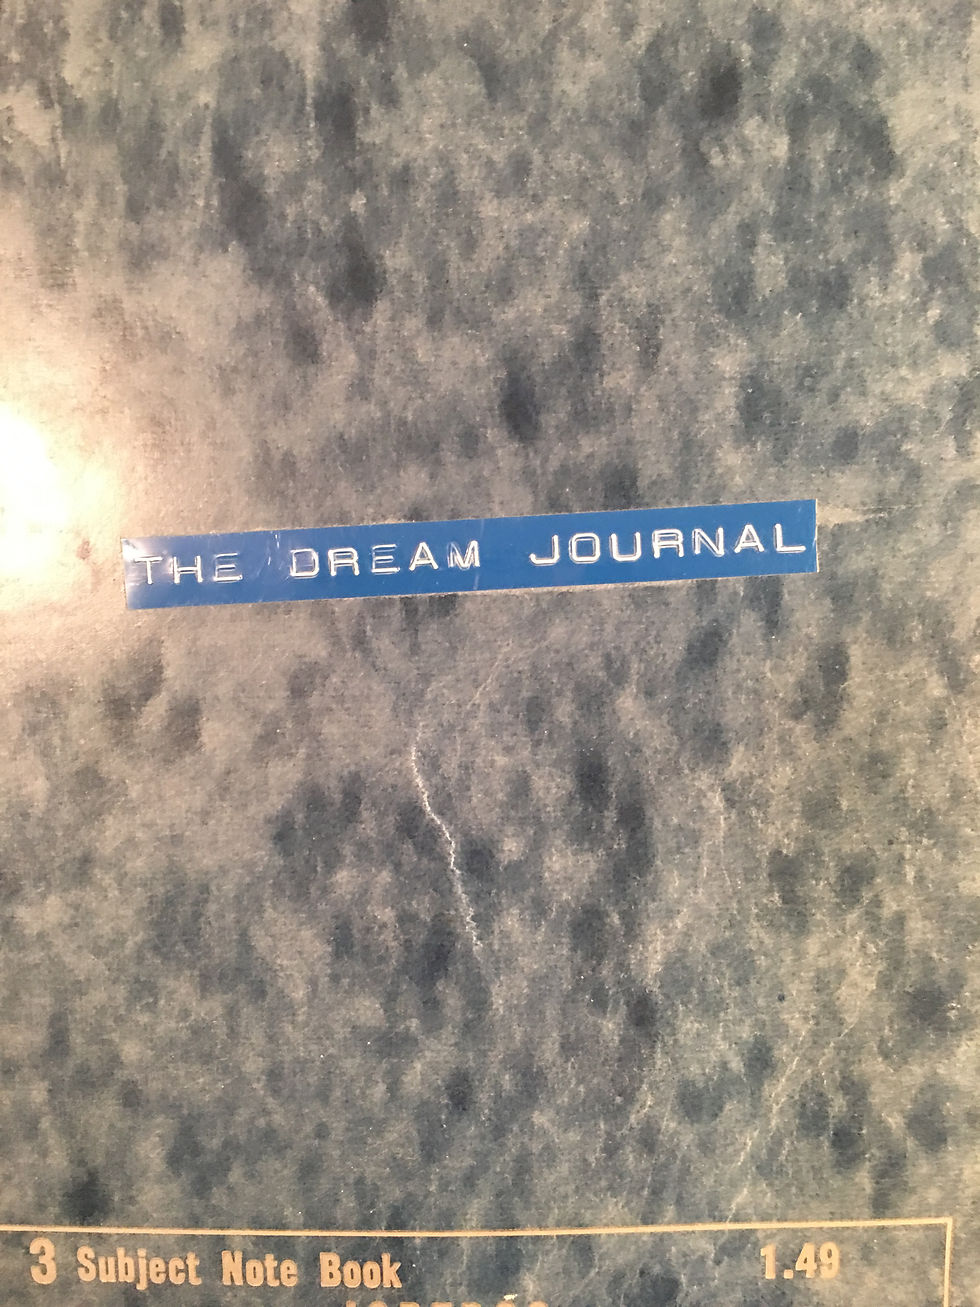 THE DREAM JOURNAL
3 Subject Note Book 1.49